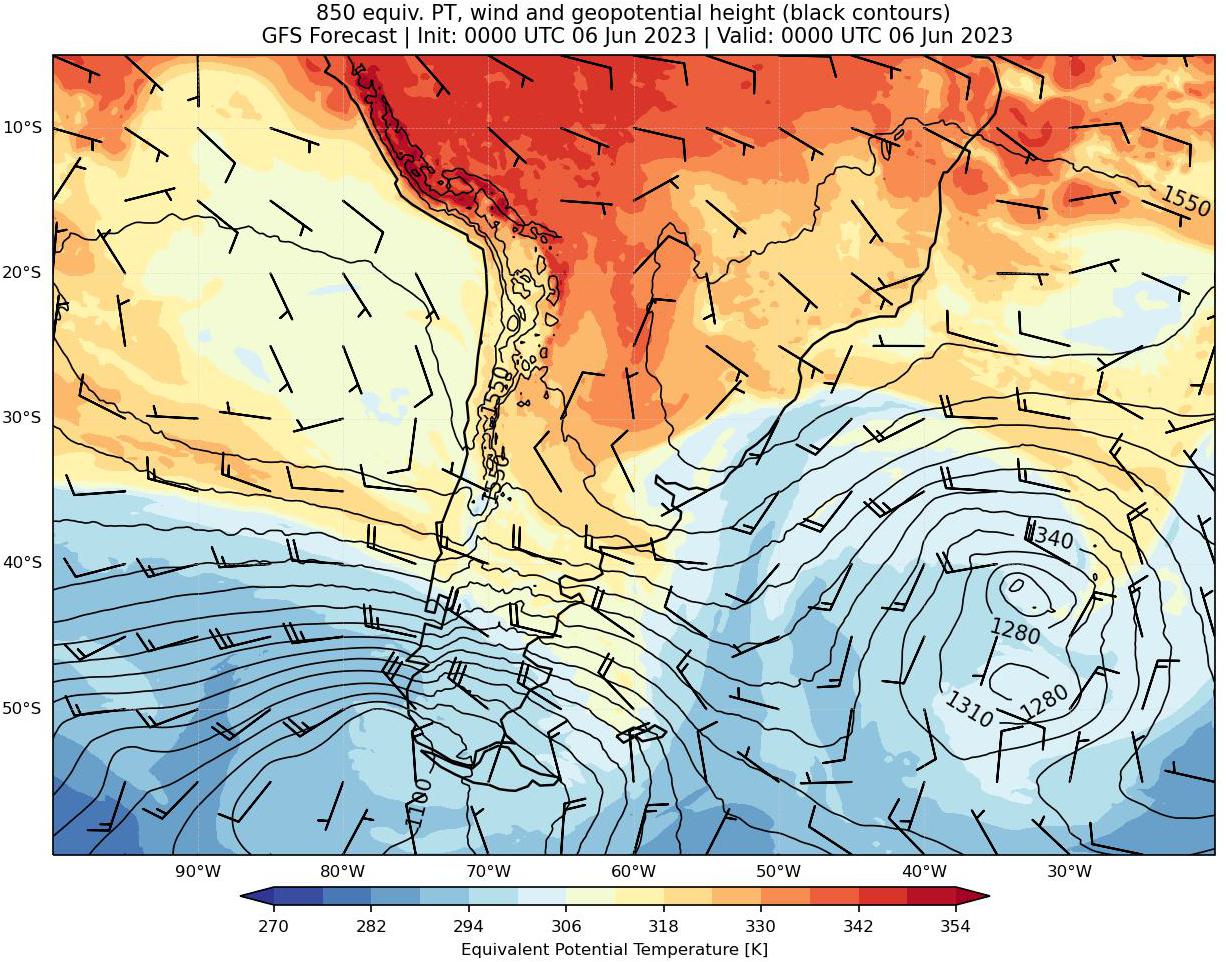 850 equiv. PT, wind and geopotential height (black contours)
GFS Forecast | Init: 0000 UTC 06 Jun 2023 | Valid: 0000 UTC 06 Jun 2023
10°S
1550
20°S
1550
30°S
40°S
1340
1280
50°S
1310
1280
1100
90°W 80°W 70°W 60°W 50°W 40°W 30°W
270 282 294 306 318 330 342 354
Equivalent Potential Temperature [K]